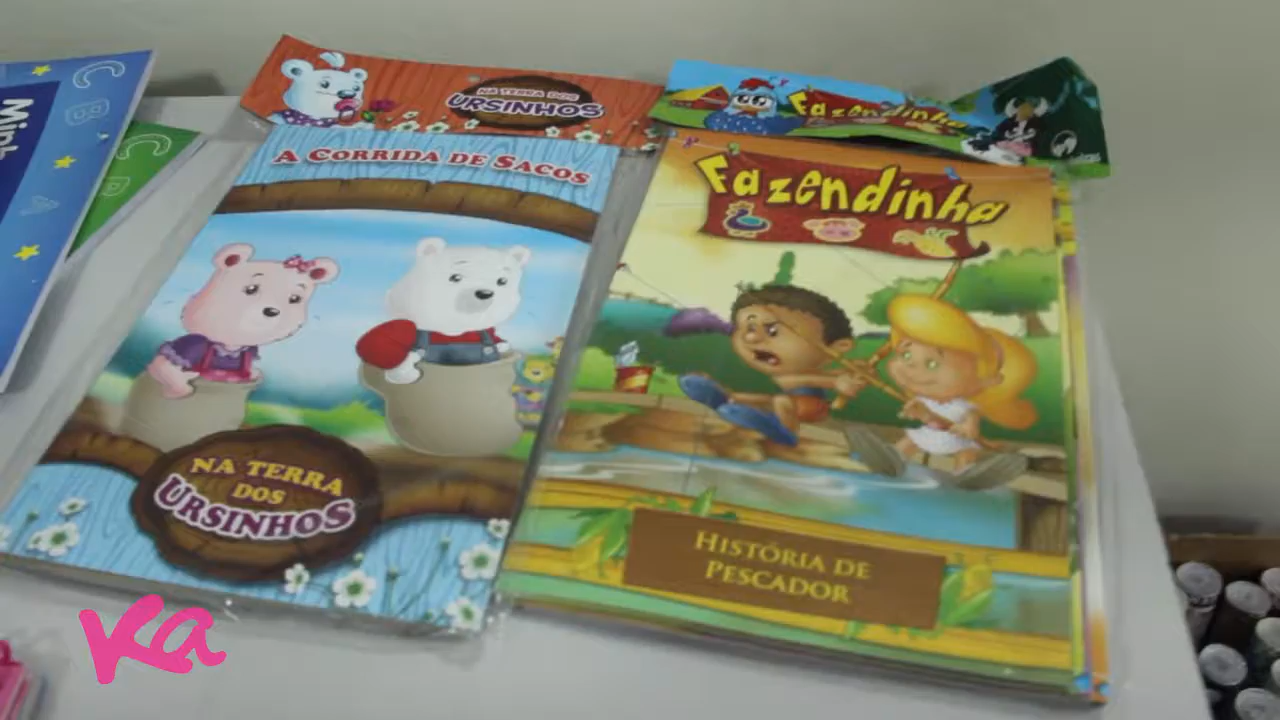 NA TERRA DOS
URSINHOS
A CORRIDA DE SACOS
NA TERRA
DOS
URSINHOS
Fazendinha
Fazendinha
HISTÓRIA DE
PESCADOR
Ka